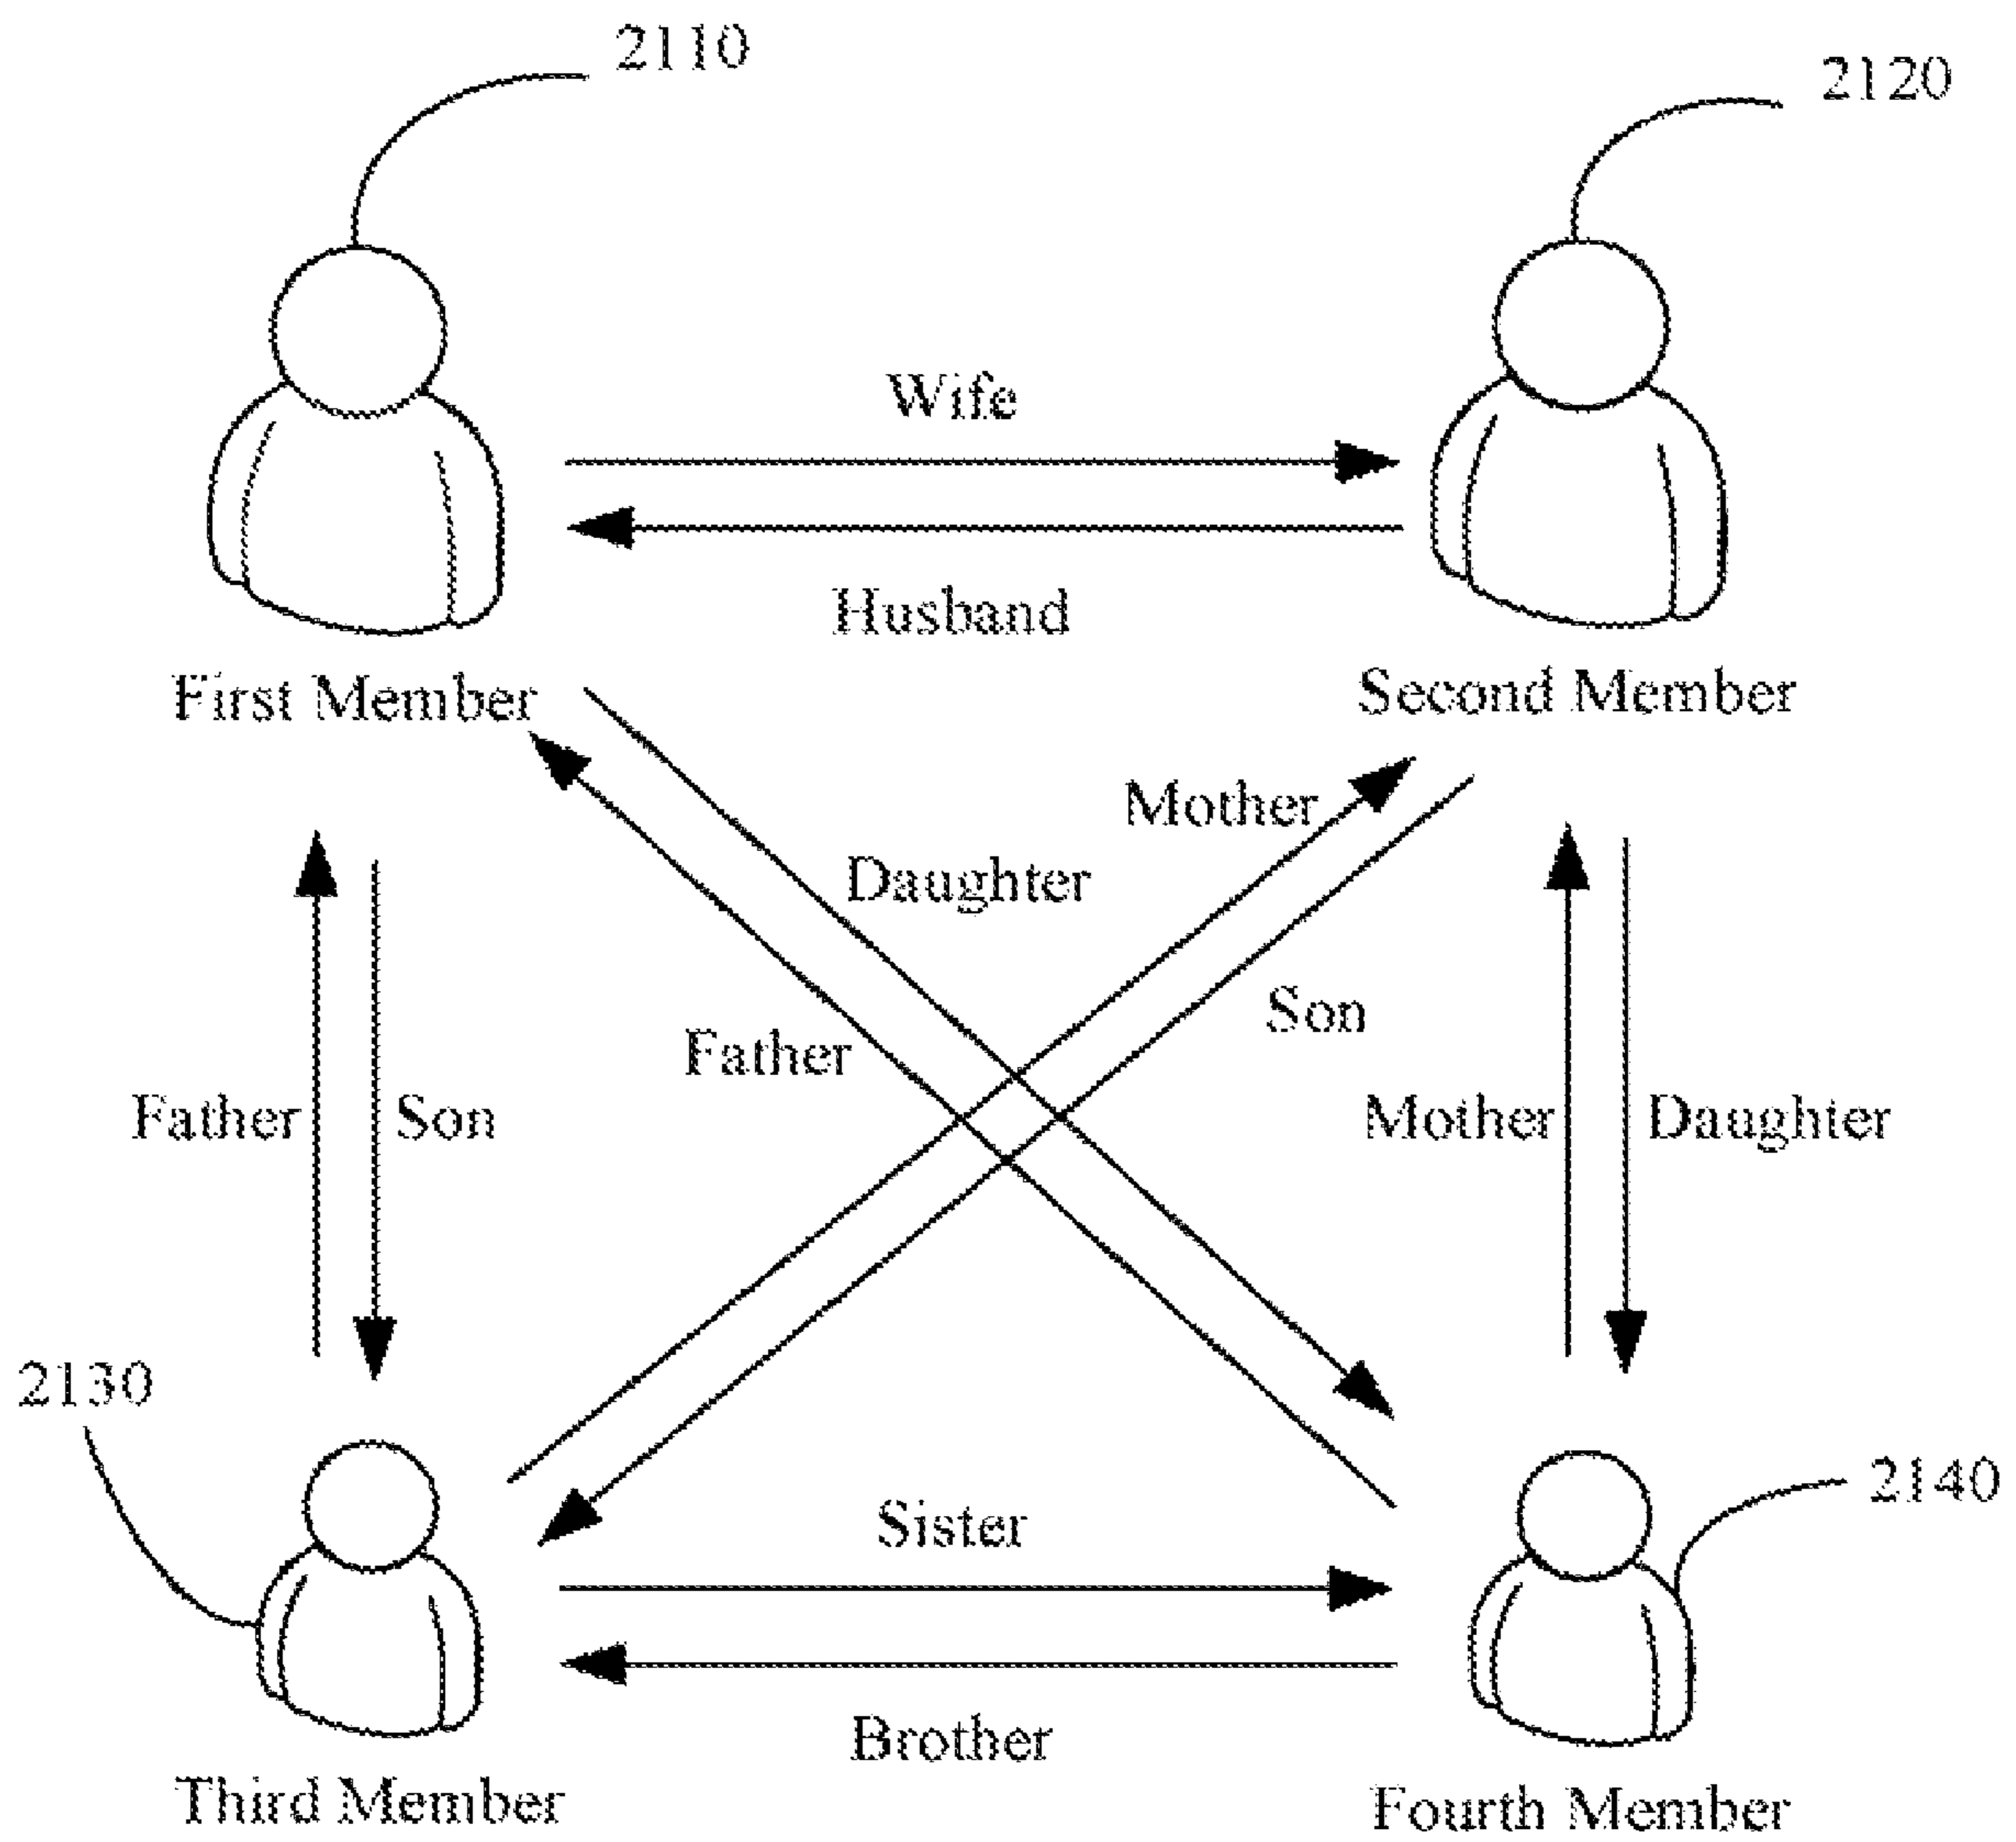 2110
2120
Wife
Husband
First Member
Second Member
Mother
Daughter
Son
Father
Father
Son
Mother
Daughter
2130
2140
Sister
Brother
Third Member
Fourth Member